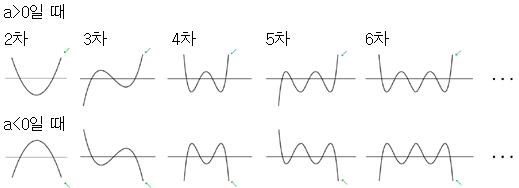 a>0일 때
2차 3차 4차 5차 6차
...
a<0일 때
...